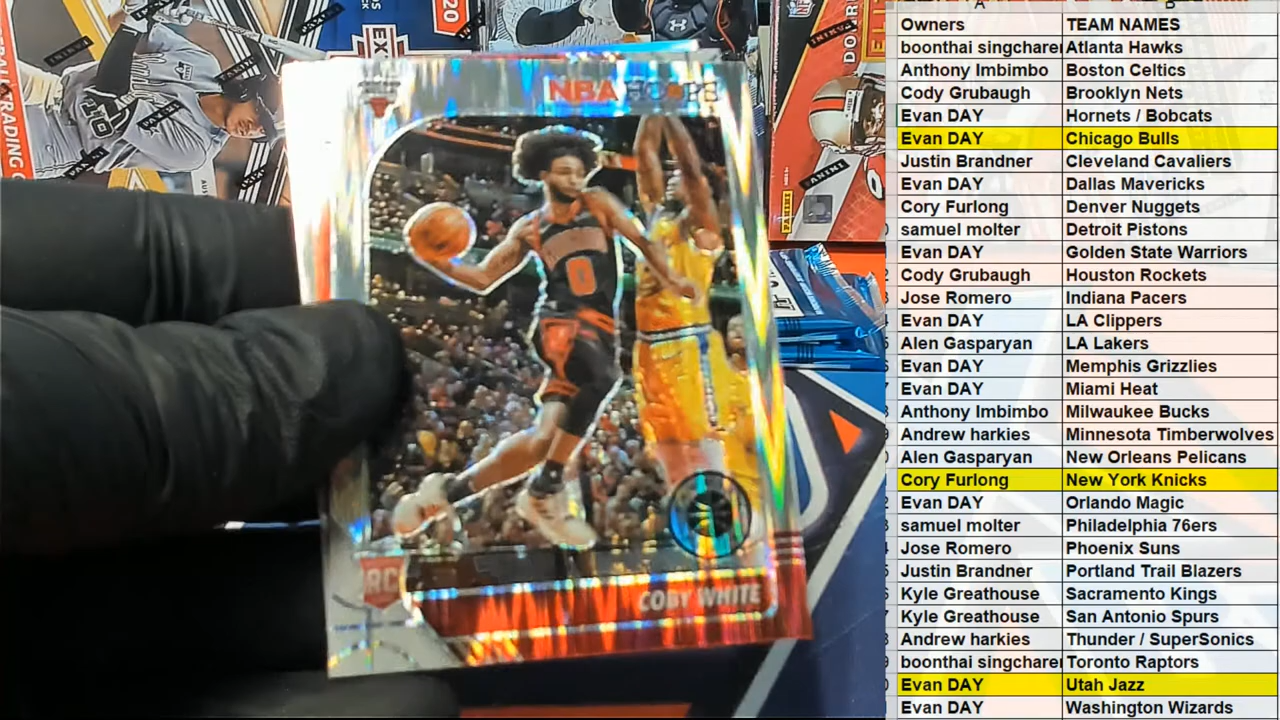 A B
Owners TEAM NAMES
boonthai singcharer Atlanta Hawks
Anthony Imbimbo Boston Celtics
Cody Grubaugh Brooklyn Nets
Evan DAY Hornets / Bobcats
Evan DAY Chicago Bulls
Justin Brandner Cleveland Cavaliers
Evan DAY Dallas Mavericks
Cory Furlong Denver Nuggets
samuel molter Detroit Pistons
Evan DAY Golden State Warriors
Cody Grubaugh Houston Rockets
Jose Romero Indiana Pacers
Evan DAY LA Clippers
Alen Gasparyan LA Lakers
Evan DAY Memphis Grizzlies
Evan DAY Miami Heat
Anthony Imbimbo Milwaukee Bucks
Andrew harkies Minnesota Timberwolves
Alen Gasparyan New Orleans Pelicans
Cory Furlong New York Knicks
Evan DAY Orlando Magic
samuel molter Philadelphia 76ers
Jose Romero Phoenix Suns
Justin Brandner Portland Trail Blazers
Kyle Greathouse Sacramento Kings
Kyle Greathouse San Antonio Spurs
Andrew harkies Thunder / SuperSonics
boonthai singcharer Toronto Raptors
Evan DAY Utah Jazz
Evan DAY Washington Wizards
NBA HOOPS
0
RC
COBY WHITE
TRADING
20
PANINI
NFL